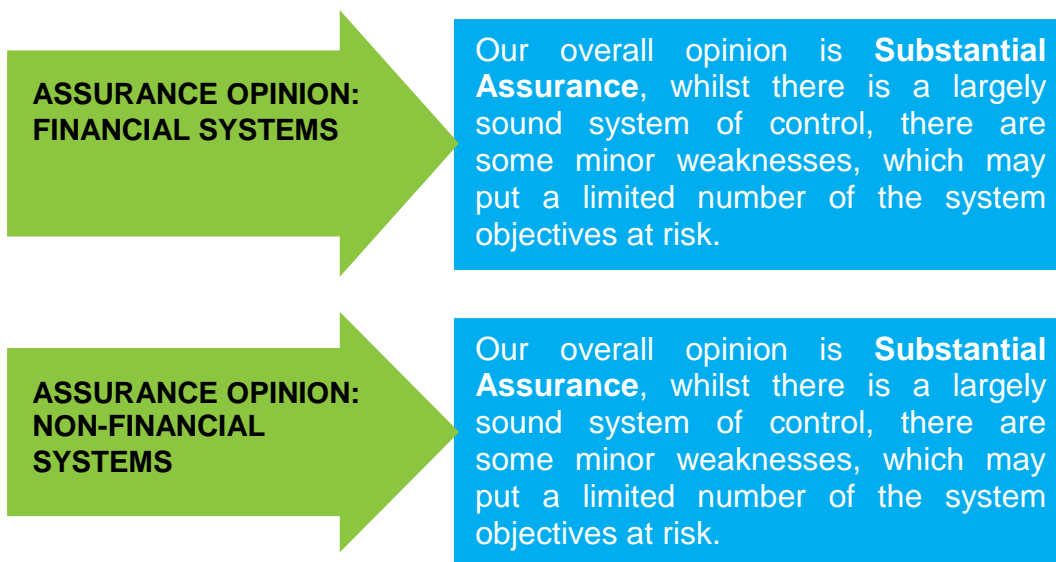 ASSURANCE OPINION:
FINANCIAL SYSTEMS
Our overall opinion is Substantial
Assurance, whilst there is a largely
sound system of control, there are
some minor weaknesses, which may
put a limited number of the system
objectives at risk.
ASSURANCE OPINION:
NON-FINANCIAL
SYSTEMS
Our overall opinion is Substantial
Assurance, whilst there is a largely
sound system of control, there are
some minor weaknesses, which may
put a limited number of the system
objectives at risk.